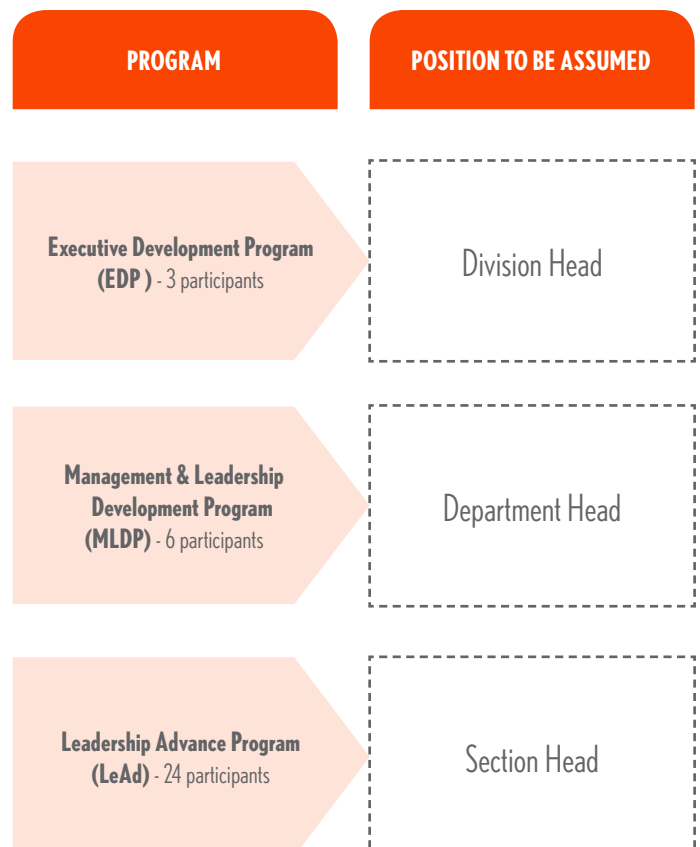 PROGRAM
POSITION TO BE ASSUMED
Executive Development Program
(EDP ) - 3 participants
Division Head
Management & Leadership
Development Program
(MLDP) - 6 participants
Department Head
Leadership Advance Program
(LeAd) - 24 participants
Section Head